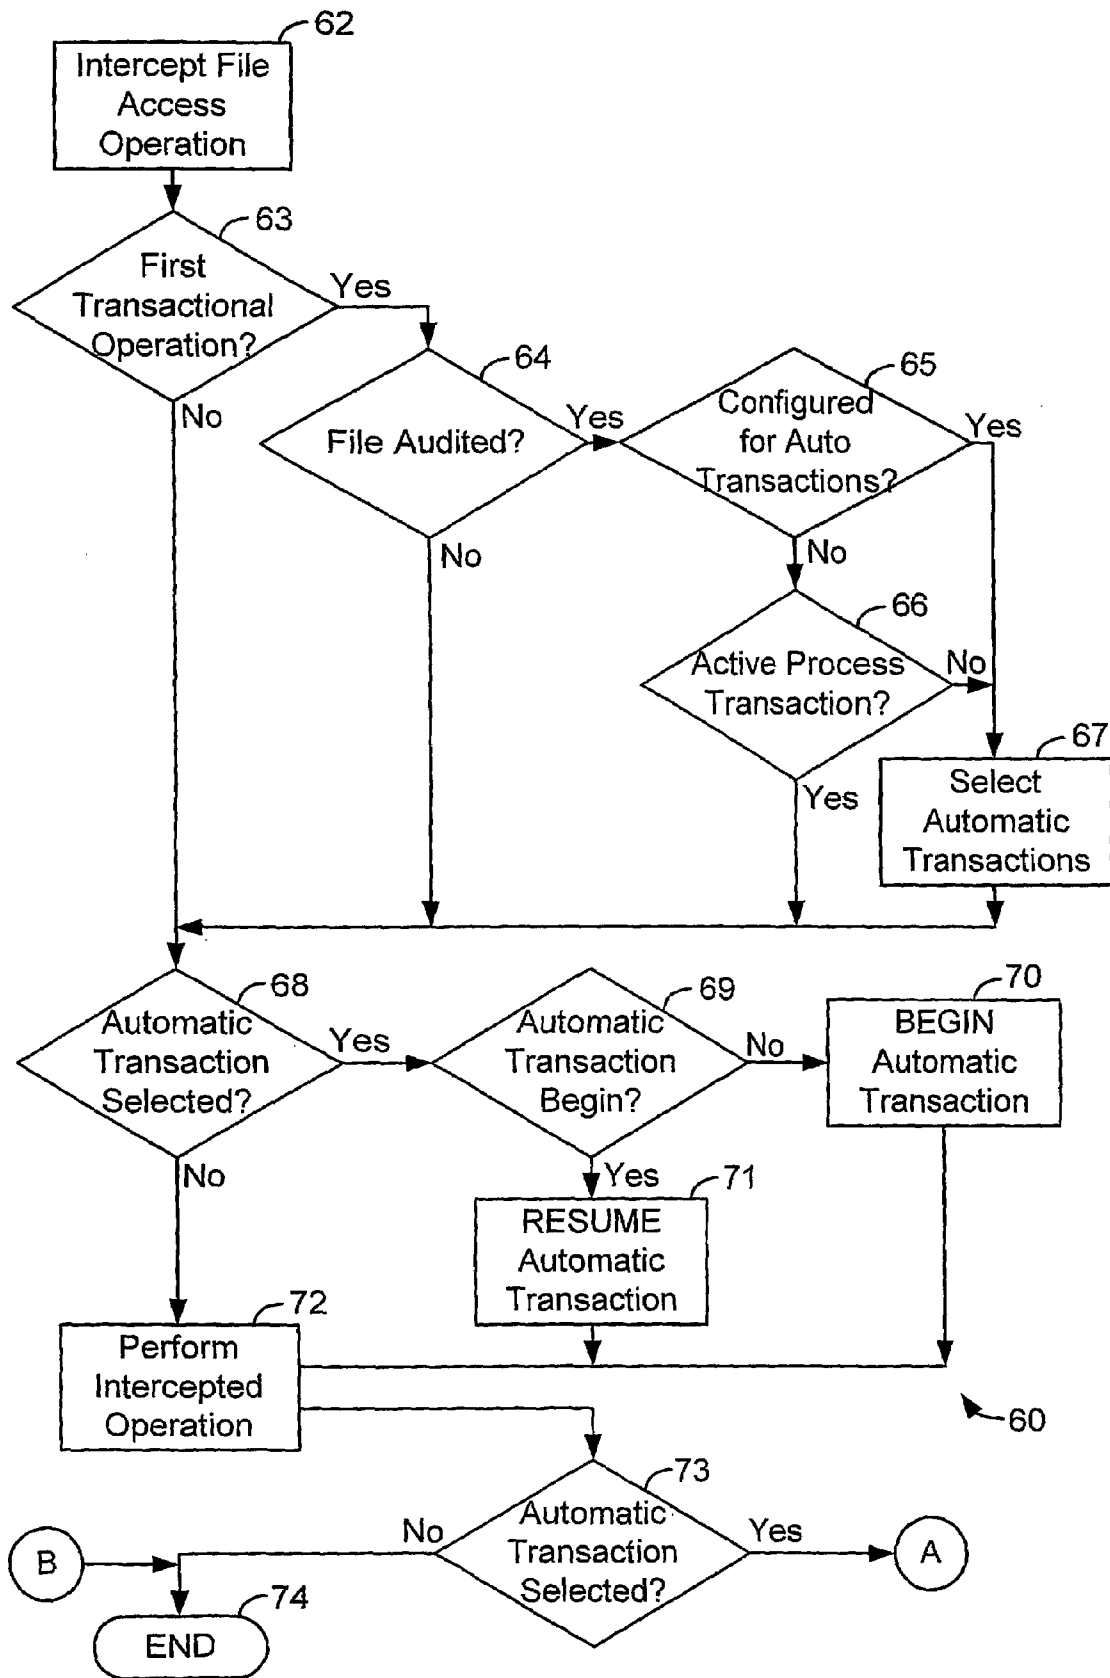 62
Intercept File
Access
Operation
63
First
Transactional
Operation?
Yes
No
64
File Audited?
Yes
No
65
Configured
for Auto
Transactions?
Yes
No
66
Active Process
Transaction?
No
Yes
67
Select
Automatic
Transactions
68
Automatic
Transaction
Selected?
Yes
No
69
Automatic
Transaction
Begin?
No
Yes
70
BEGIN
Automatic
Transaction
71
RESUME
Automatic
Transaction
72
Perform
Intercepted
Operation
60
73
Automatic
Transaction
Selected?
No
Yes
B
A
74
END